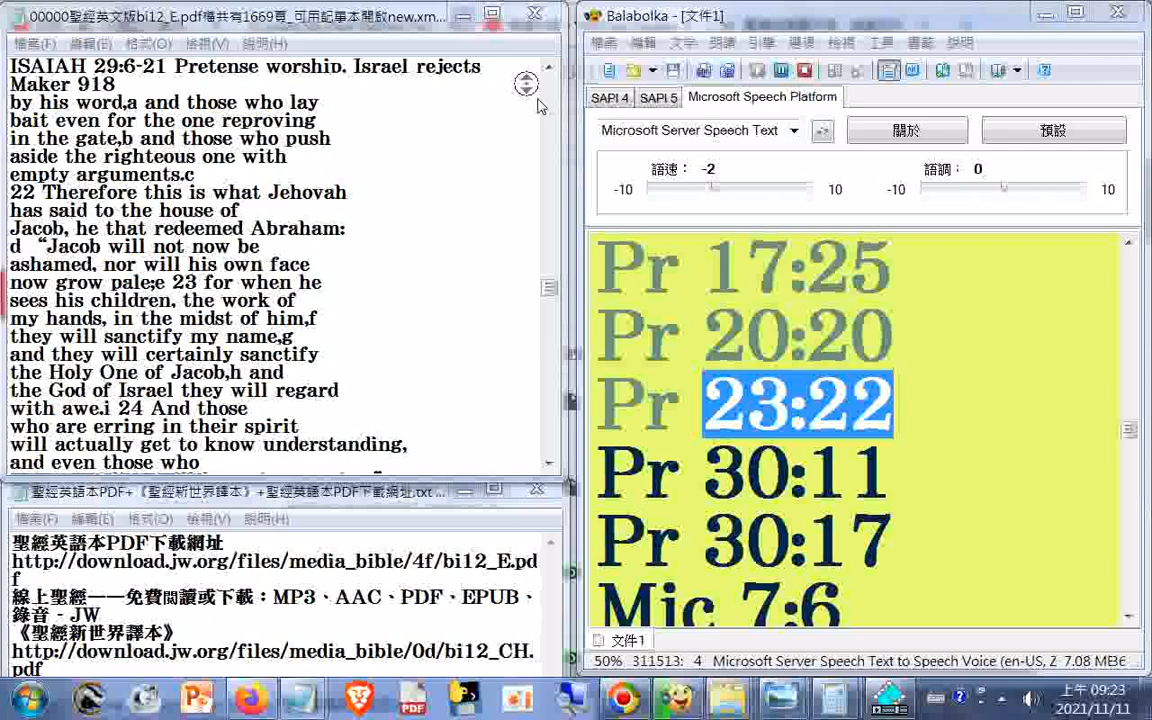 00000聖經英文版bi12_E.pdf檔共有1669頁_可用記事本開啟new.xm...
檔案(F) 編輯(E) 格式(O) 檢視(V) 說明(H)
ISAIAH 29:6-21 Pretense worship. Israel rejects
Maker 918
by his word,a and those who lay
bait even for the one reproving
in the gate,b and those who push
aside the righteous one with
empty arguments.c
22 Therefore this is what Jehovah
has said to the house of
Jacob, he that redeemed Abraham:
d “Jacob will not now be
ashamed, nor will his own face
now grow pale;e 23 for when he
sees his children, the work of
my hands, in the midst of him,f
they will sanctify my name,g
and they will certainly sanctify
the Holy One of Jacob,h and
the God of Israel they will regard
with awe.i 24 And those
who are erring in their spirit
will actually get to know understanding,
and even those who
聖經英語本PDF+《聖經新世界譯本》+聖經英語本PDF下載網址.txt ...
檔案(F) 編輯(E) 格式(O) 檢視(V) 說明(H)
聖經英語本PDF下載網址
http://download.jw.org/files/media_bible/4f/bi12_E.pd
f
線上聖經——免費閱讀或下載：MP3、AAC、PDF、EPUB、
錄音 - JW
《聖經新世界譯本》
http://download.jw.org/files/media_bible/0d/bi12_CH.
pdf
Balabolka - [文件1]
檔案 編輯 文字 朗讀 引擎 選項 檢視 工具 書籤 說明
SAPI 4 SAPI 5 Microsoft Speech Platform
Microsoft Server Speech Text 關於 預設
語速： -2 語調： 0
-10 10 -10 10
Pr 17:25
Pr 20:20
Pr 23:22
Pr 30:11
Pr 30:17
Mic 7:6
文件1
50% 311513: 4 Microsoft Server Speech Text to Speech Voice (en-US, Z 7.08 MB
上午 09:23
2021/11/11